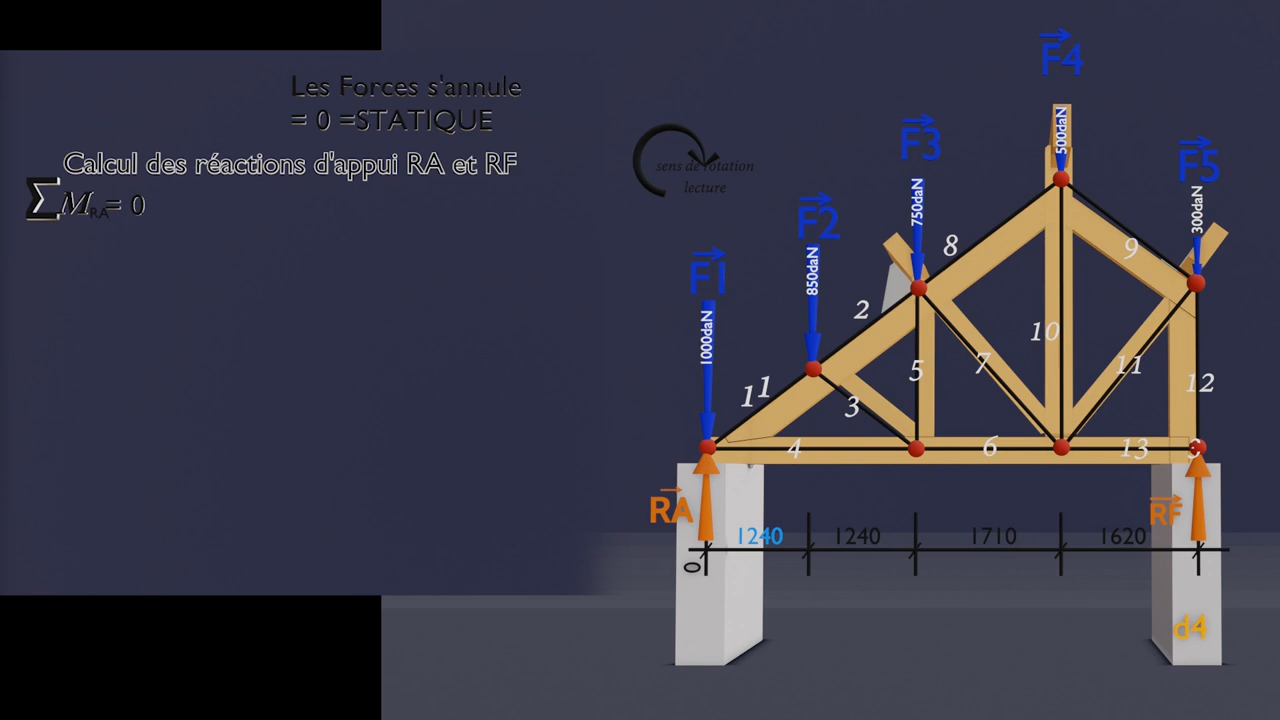 Les Forces s'annule
= 0 =STATIQUE
Calcul des réactions d'appui RA et RF
∑M RA = 0
sens de rotation
lecture
F1
1000daN
F2
850daN
F3
750daN
F4
500daN
F5
300daN
1
1
2
3
4
5
6
7
8
9
10
11
12
13
RA
RF
0
1240
1240
1710
1620
d4